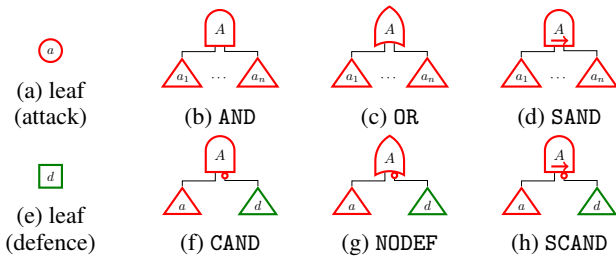 a
A
a₁ ... aₙ
A
a₁ ... aₙ
A
a₁ ... aₙ
(a) leaf
(attack)
(b) AND
(c) OR
(d) SAND
d
A
a
d
A
a
d
A
a
d
(e) leaf
(defence)
(f) CAND
(g) NODEF
(h) SCAND